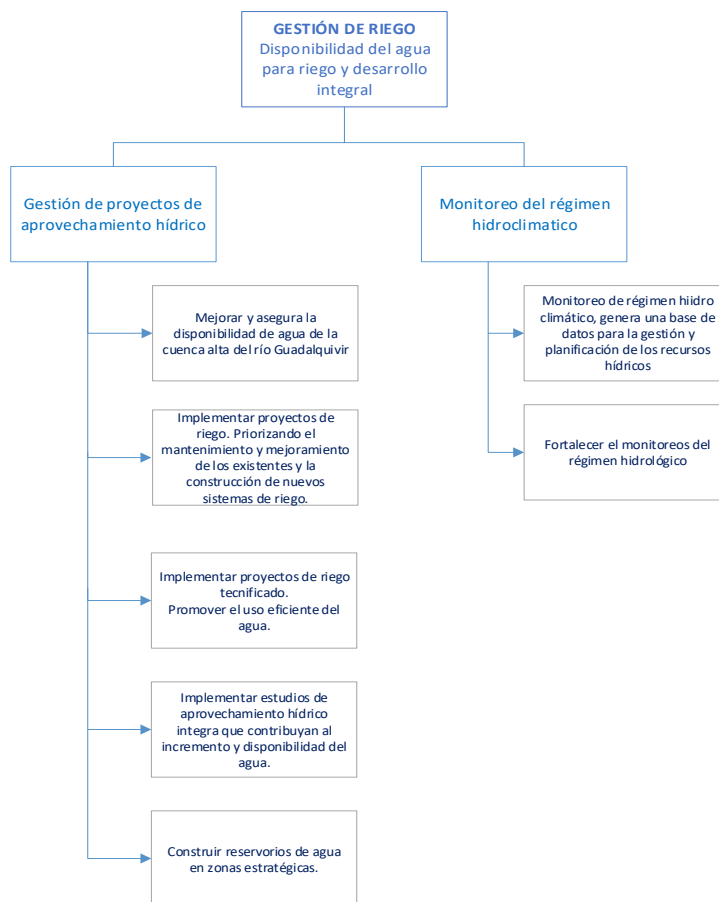 GESTIÓN DE RIEGO
Disponibilidad del agua
para riego y desarrollo
integral
Gestión de proyectos de
aprovechamiento hídrico
Monitoreo del régimen
hidroclimatico
Mejorar y asegura la
disponibilidad de agua de la
cuenca alta del río Guadalquivir
Implementar proyectos de
riego. Priorizando el
mantenimiento y mejoramiento
de los existentes y la
construcción de nuevos
sistemas de riego.
Implementar proyectos de riego
tecnificado.
Promover el uso eficiente del
agua.
Implementar estudios de
aprovechamiento hídrico
integra que contribuyan al
incremento y disponibilidad del
agua.
Construir reservorios de agua
en zonas estratégicas.
Monitoreo de régimen hiidro
climático, genera una base de
datos para la gestión y
planificación de los recursos
hídricos
Fortalecer el monitoreos del
régimen hidrológico